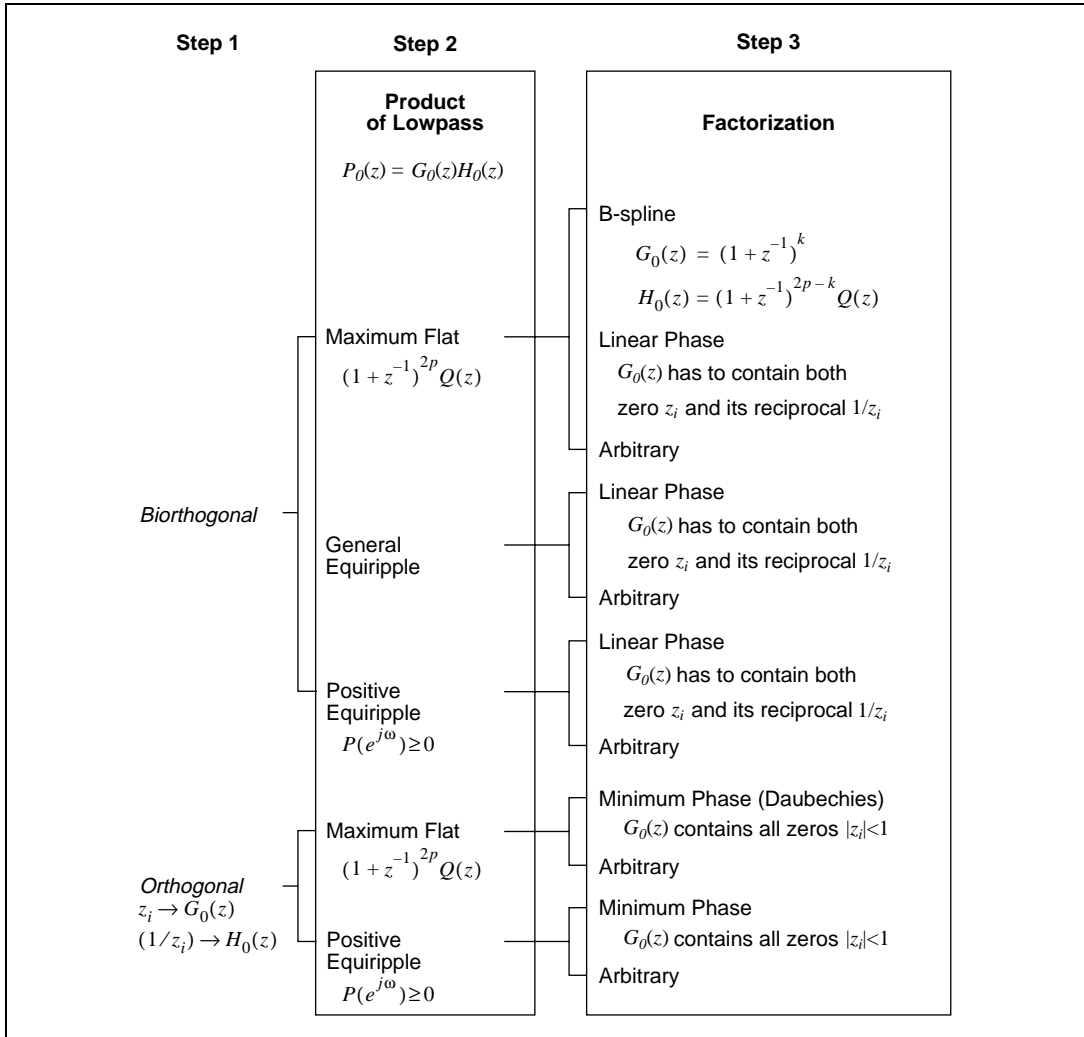 Step 1
Step 2
Step 3
Product
of Lowpass
P₀(z) = G₀(z)H₀(z)
Factorization
B-spline
G₀(z) = (1 + z⁻¹)ᵏ
H₀(z) = (1 + z⁻¹)²ᵖ⁻ᵏQ(z)
Maximum Flat
(1 + z⁻¹)²ᵖQ(z)
Linear Phase
G₀(z) has to contain both
zero zᵢ and its reciprocal 1/zᵢ
Arbitrary
Biorthogonal
General
Equiripple
Linear Phase
G₀(z) has to contain both
zero zᵢ and its reciprocal 1/zᵢ
Arbitrary
Positive
Equiripple
P(eʲω) ≥ 0
Linear Phase
G₀(z) has to contain both
zero zᵢ and its reciprocal 1/zᵢ
Arbitrary
Orthogonal
zᵢ → G₀(z)
(1/zᵢ) → H₀(z)
Maximum Flat
(1 + z⁻¹)²ᵖQ(z)
Minimum Phase (Daubechies)
G₀(z) contains all zeros |zᵢ|<1
Arbitrary
Positive
Equiripple
P(eʲω) ≥ 0
Minimum Phase
G₀(z) contains all zeros |zᵢ|<1
Arbitrary